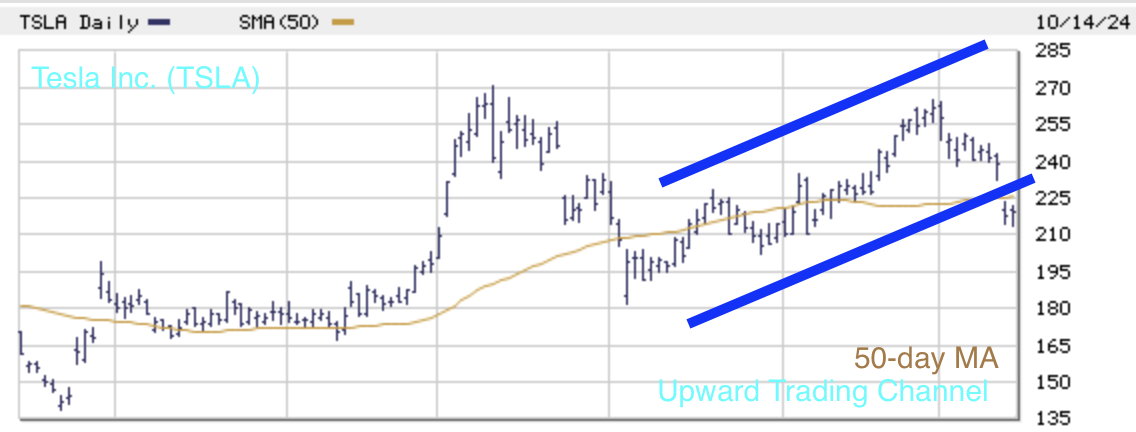 TSLA Daily SMA(50) 10/14/24
285
Tesla Inc. (TSLA)
270
255
240
225
210
195
180
165
50-day MA
150
Upward Trading Channel
135